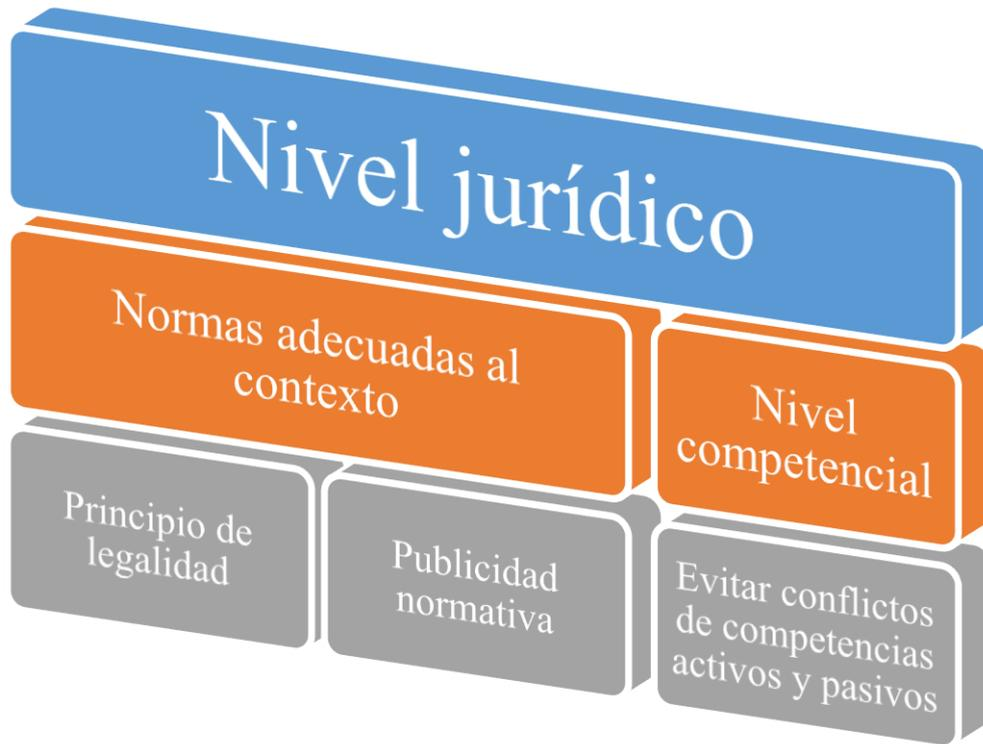 Nivel jurídico
Normas adecuadas al
contexto
Nivel
competencial
Principio de
legalidad
Publicidad
normativa
Evitar conflictos
de competencias
activos y pasivos